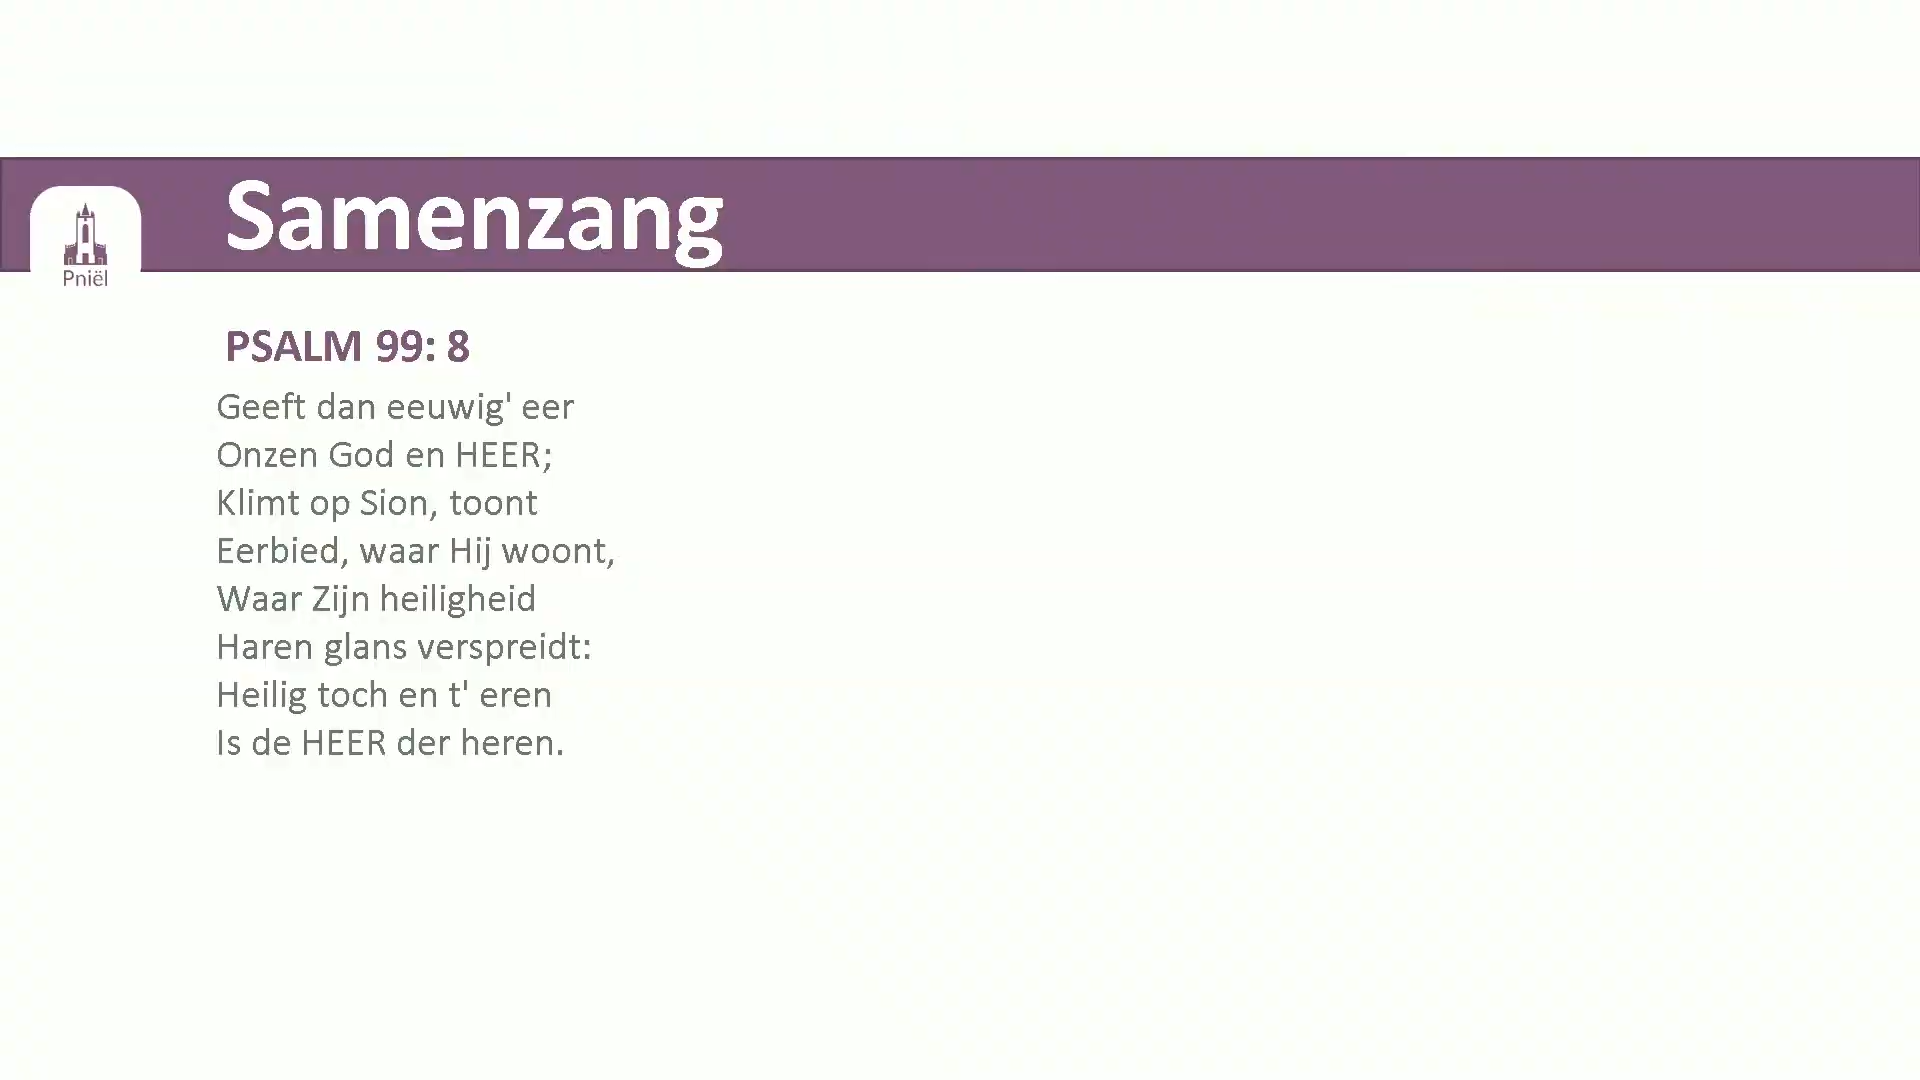 Samenzang
Pniël
PSALM 99: 8
Geeft dan eeuwig' eer
Onzen God en HEER;
Klimt op Sion, toont
Eerbied, waar Hij woont,
Waar Zijn heiligheid
Haren glans verspreidt:
Heilig toch en t' eren
Is de HEER der heren.